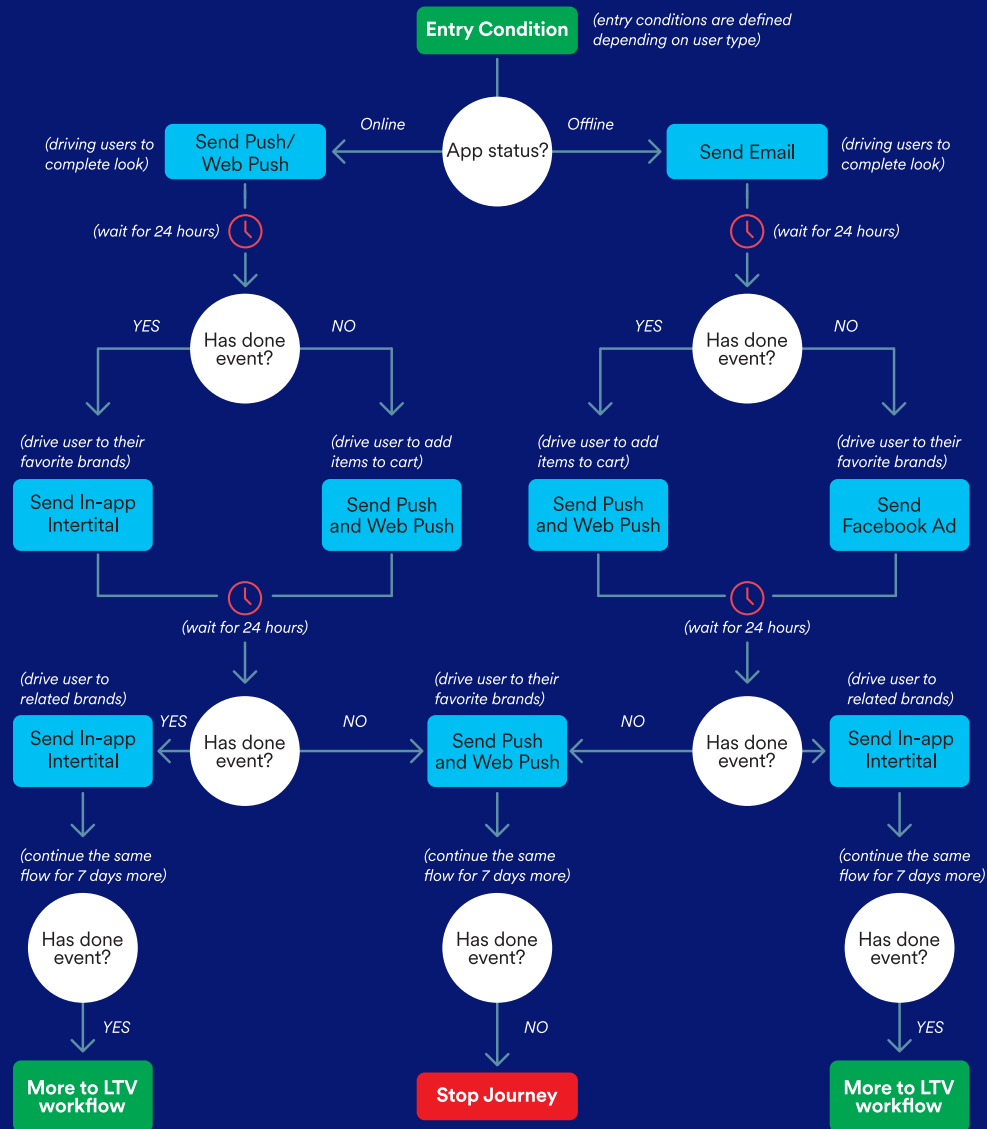 Entry Condition
(entry conditions are defined
depending on user type)
Online
App status?
Offline
(driving users to
complete look)
Send Push/
Web Push
Send Email
(driving users to
complete look)
(wait for 24 hours)
(wait for 24 hours)
YES
Has done
event?
NO
YES
Has done
event?
NO
(drive user to their
favorite brands)
(drive user to add
items to cart)
(drive user to add
items to cart)
(drive user to their
favorite brands)
Send In-app
Intertital
Send Push
and Web Push
Send Push
and Web Push
Send
Facebook Ad
(wait for 24 hours)
(wait for 24 hours)
(drive user to
related brands)
(drive user to their
favorite brands)
(drive user to
related brands)
Send In-app
Intertital
YES
Has done
event?
NO
Send Push
and Web Push
NO
Has done
event?
Send In-app
Intertital
(continue the same
flow for 7 days more)
(continue the same
flow for 7 days more)
(continue the same
flow for 7 days more)
Has done
event?
Has done
event?
Has done
event?
YES
NO
YES
More to LTV
workflow
Stop Journey
More to LTV
workflow